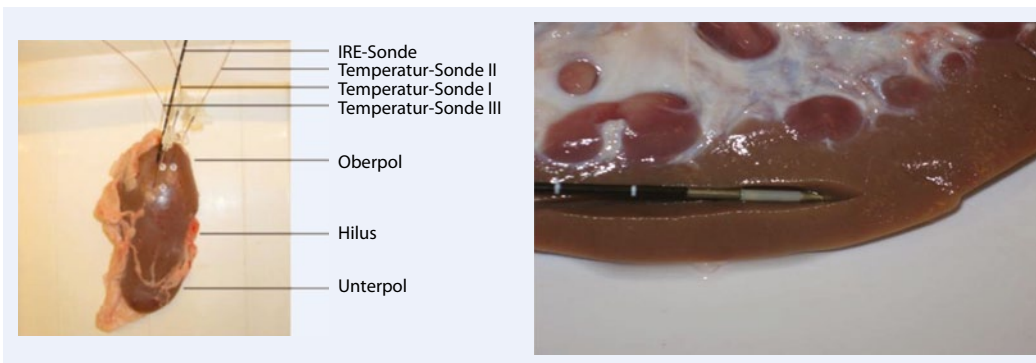 IRE-Sonde
Temperatur-Sonde II
Temperatur-Sonde I
Temperatur-Sonde III
Oberpol
Hilus
Unterpol